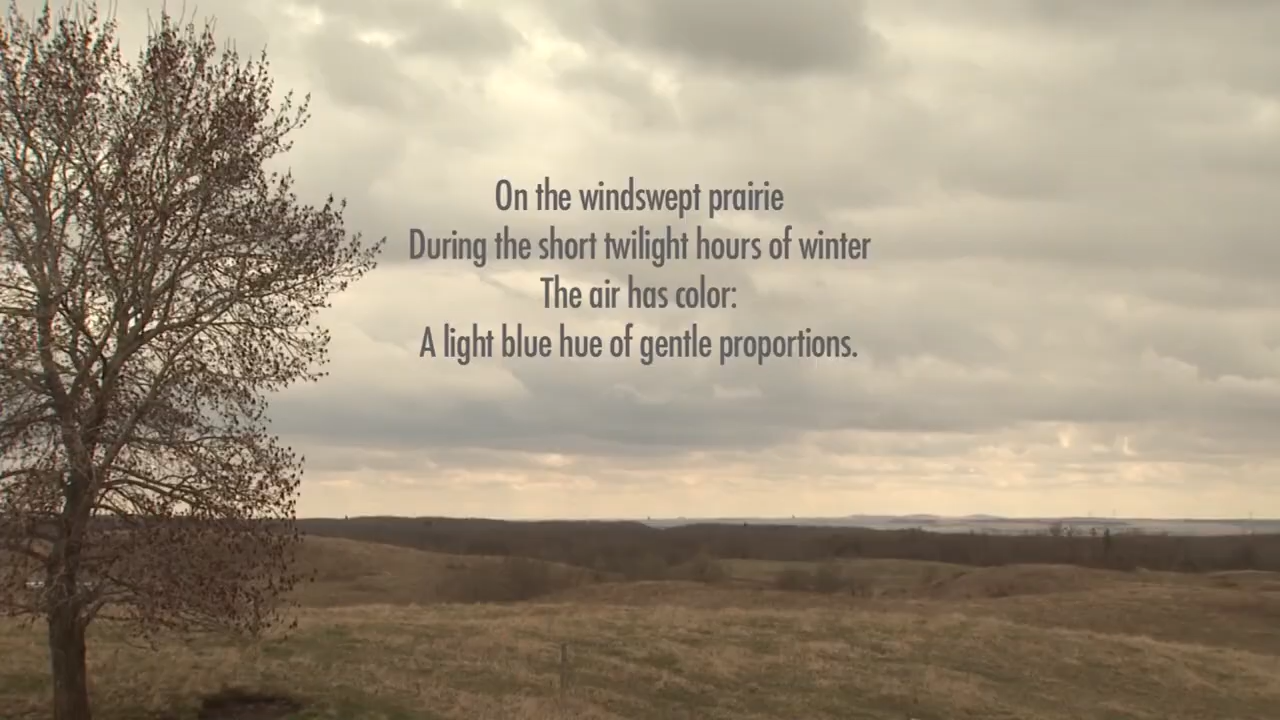 On the windswept prairie
During the short twilight hours of winter
The air has color:
A light blue hue of gentle proportions.